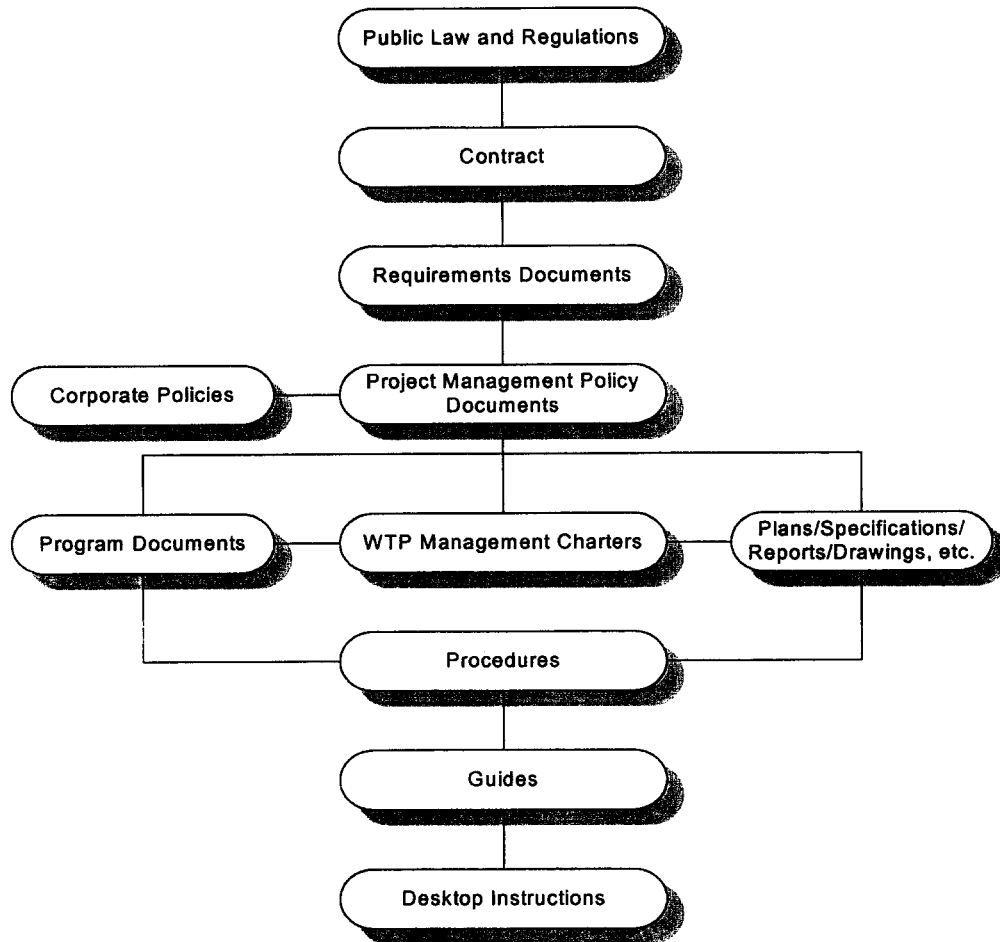 Public Law and Regulations
Contract
Requirements Documents
Corporate Policies
Project Management Policy
Documents
Program Documents
WTP Management Charters
Plans/Specifications/
Reports/Drawings, etc.
Procedures
Guides
Desktop Instructions